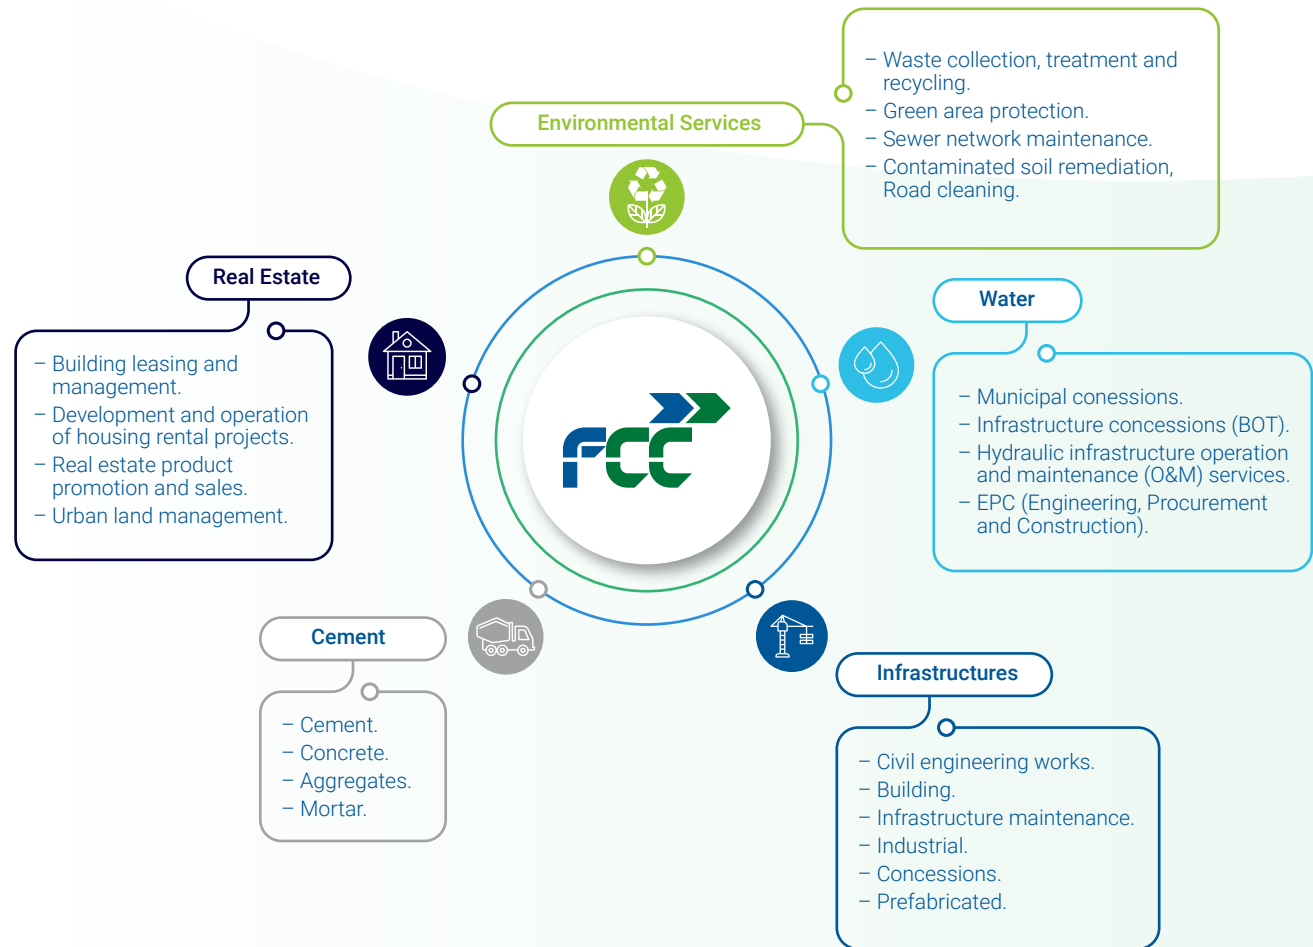 Environmental Services
– Waste collection, treatment and
recycling.
– Green area protection.
– Sewer network maintenance.
– Contaminated soil remediation,
Road cleaning.
Real Estate
– Building leasing and
management.
– Development and operation
of housing rental projects.
– Real estate product
promotion and sales.
– Urban land management.
Water
– Municipal conessions.
– Infrastructure concessions (BOT).
– Hydraulic infrastructure operation
and maintenance (O&M) services.
– EPC (Engineering, Procurement
and Construction).
FCC
Cement
– Cement.
– Concrete.
– Aggregates.
– Mortar.
Infrastructures
– Civil engineering works.
– Building.
– Infrastructure maintenance.
– Industrial.
– Concessions.
– Prefabricated.